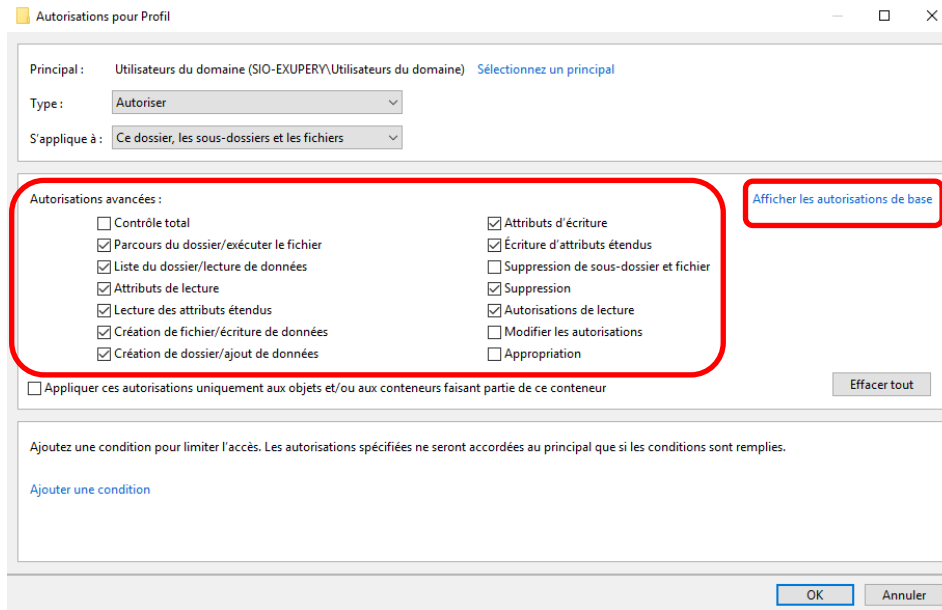 Autorisations pour Profil
Principal : Utilisateurs du domaine (SIO-EXUPERY\Utilisateurs du domaine) Sélectionnez un principal
Type : Autoriser
S'applique à : Ce dossier, les sous-dossiers et les fichiers
Autorisations avancées : Afficher les autorisations de base
Contrôle total
Parcours du dossier/exécuter le fichier
Liste du dossier/lecture de données
Attributs de lecture
Lecture des attributs étendus
Création de fichier/écriture de données
Création de dossier/ajout de données
Attributs d'écriture
Écriture d'attributs étendus
Suppression de sous-dossier et fichier
Suppression
Autorisations de lecture
Modifier les autorisations
Appropriation
Appliquer ces autorisations uniquement aux objets et/ou aux conteneurs faisant partie de ce conteneur
Effacer tout
Ajoutez une condition pour limiter l'accès. Les autorisations spécifiées ne seront accordées au principal que si les conditions sont remplies.
Ajouter une condition
OK Annuler